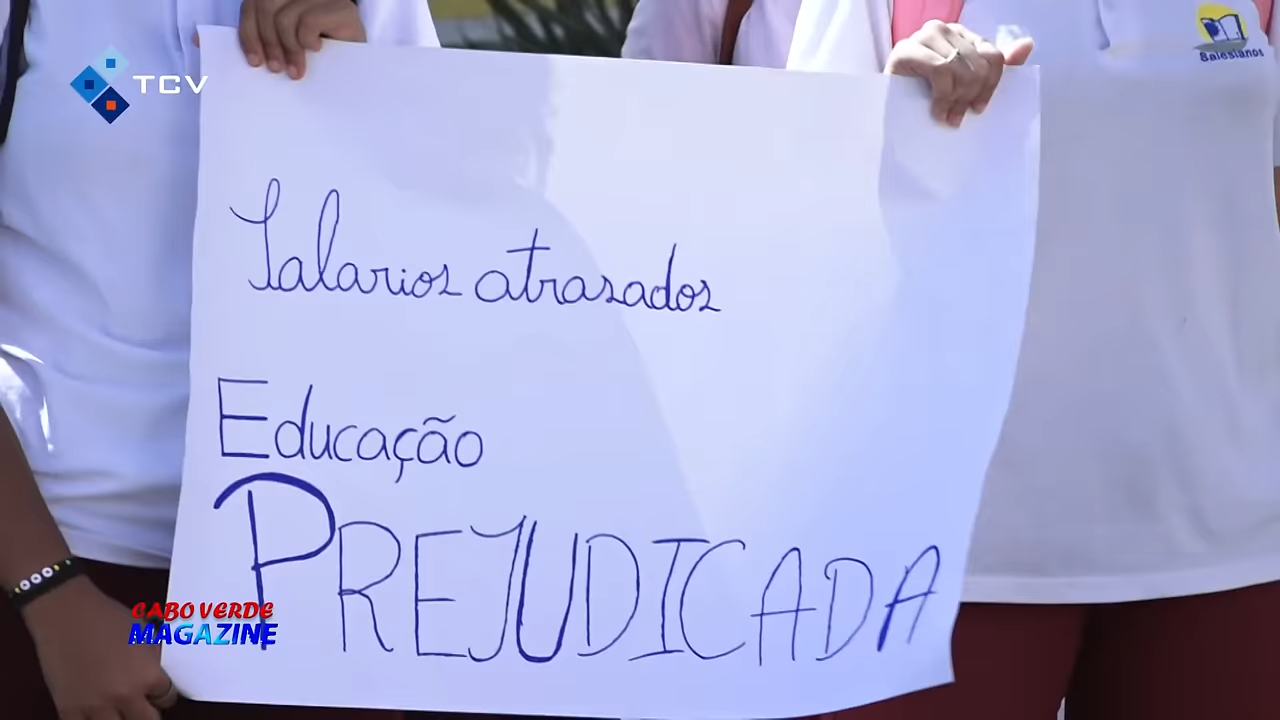 TCV
Salesianos
Salarios atrasados
Educação
PREJUDICADA
CABO VERDE
MAGAZINE